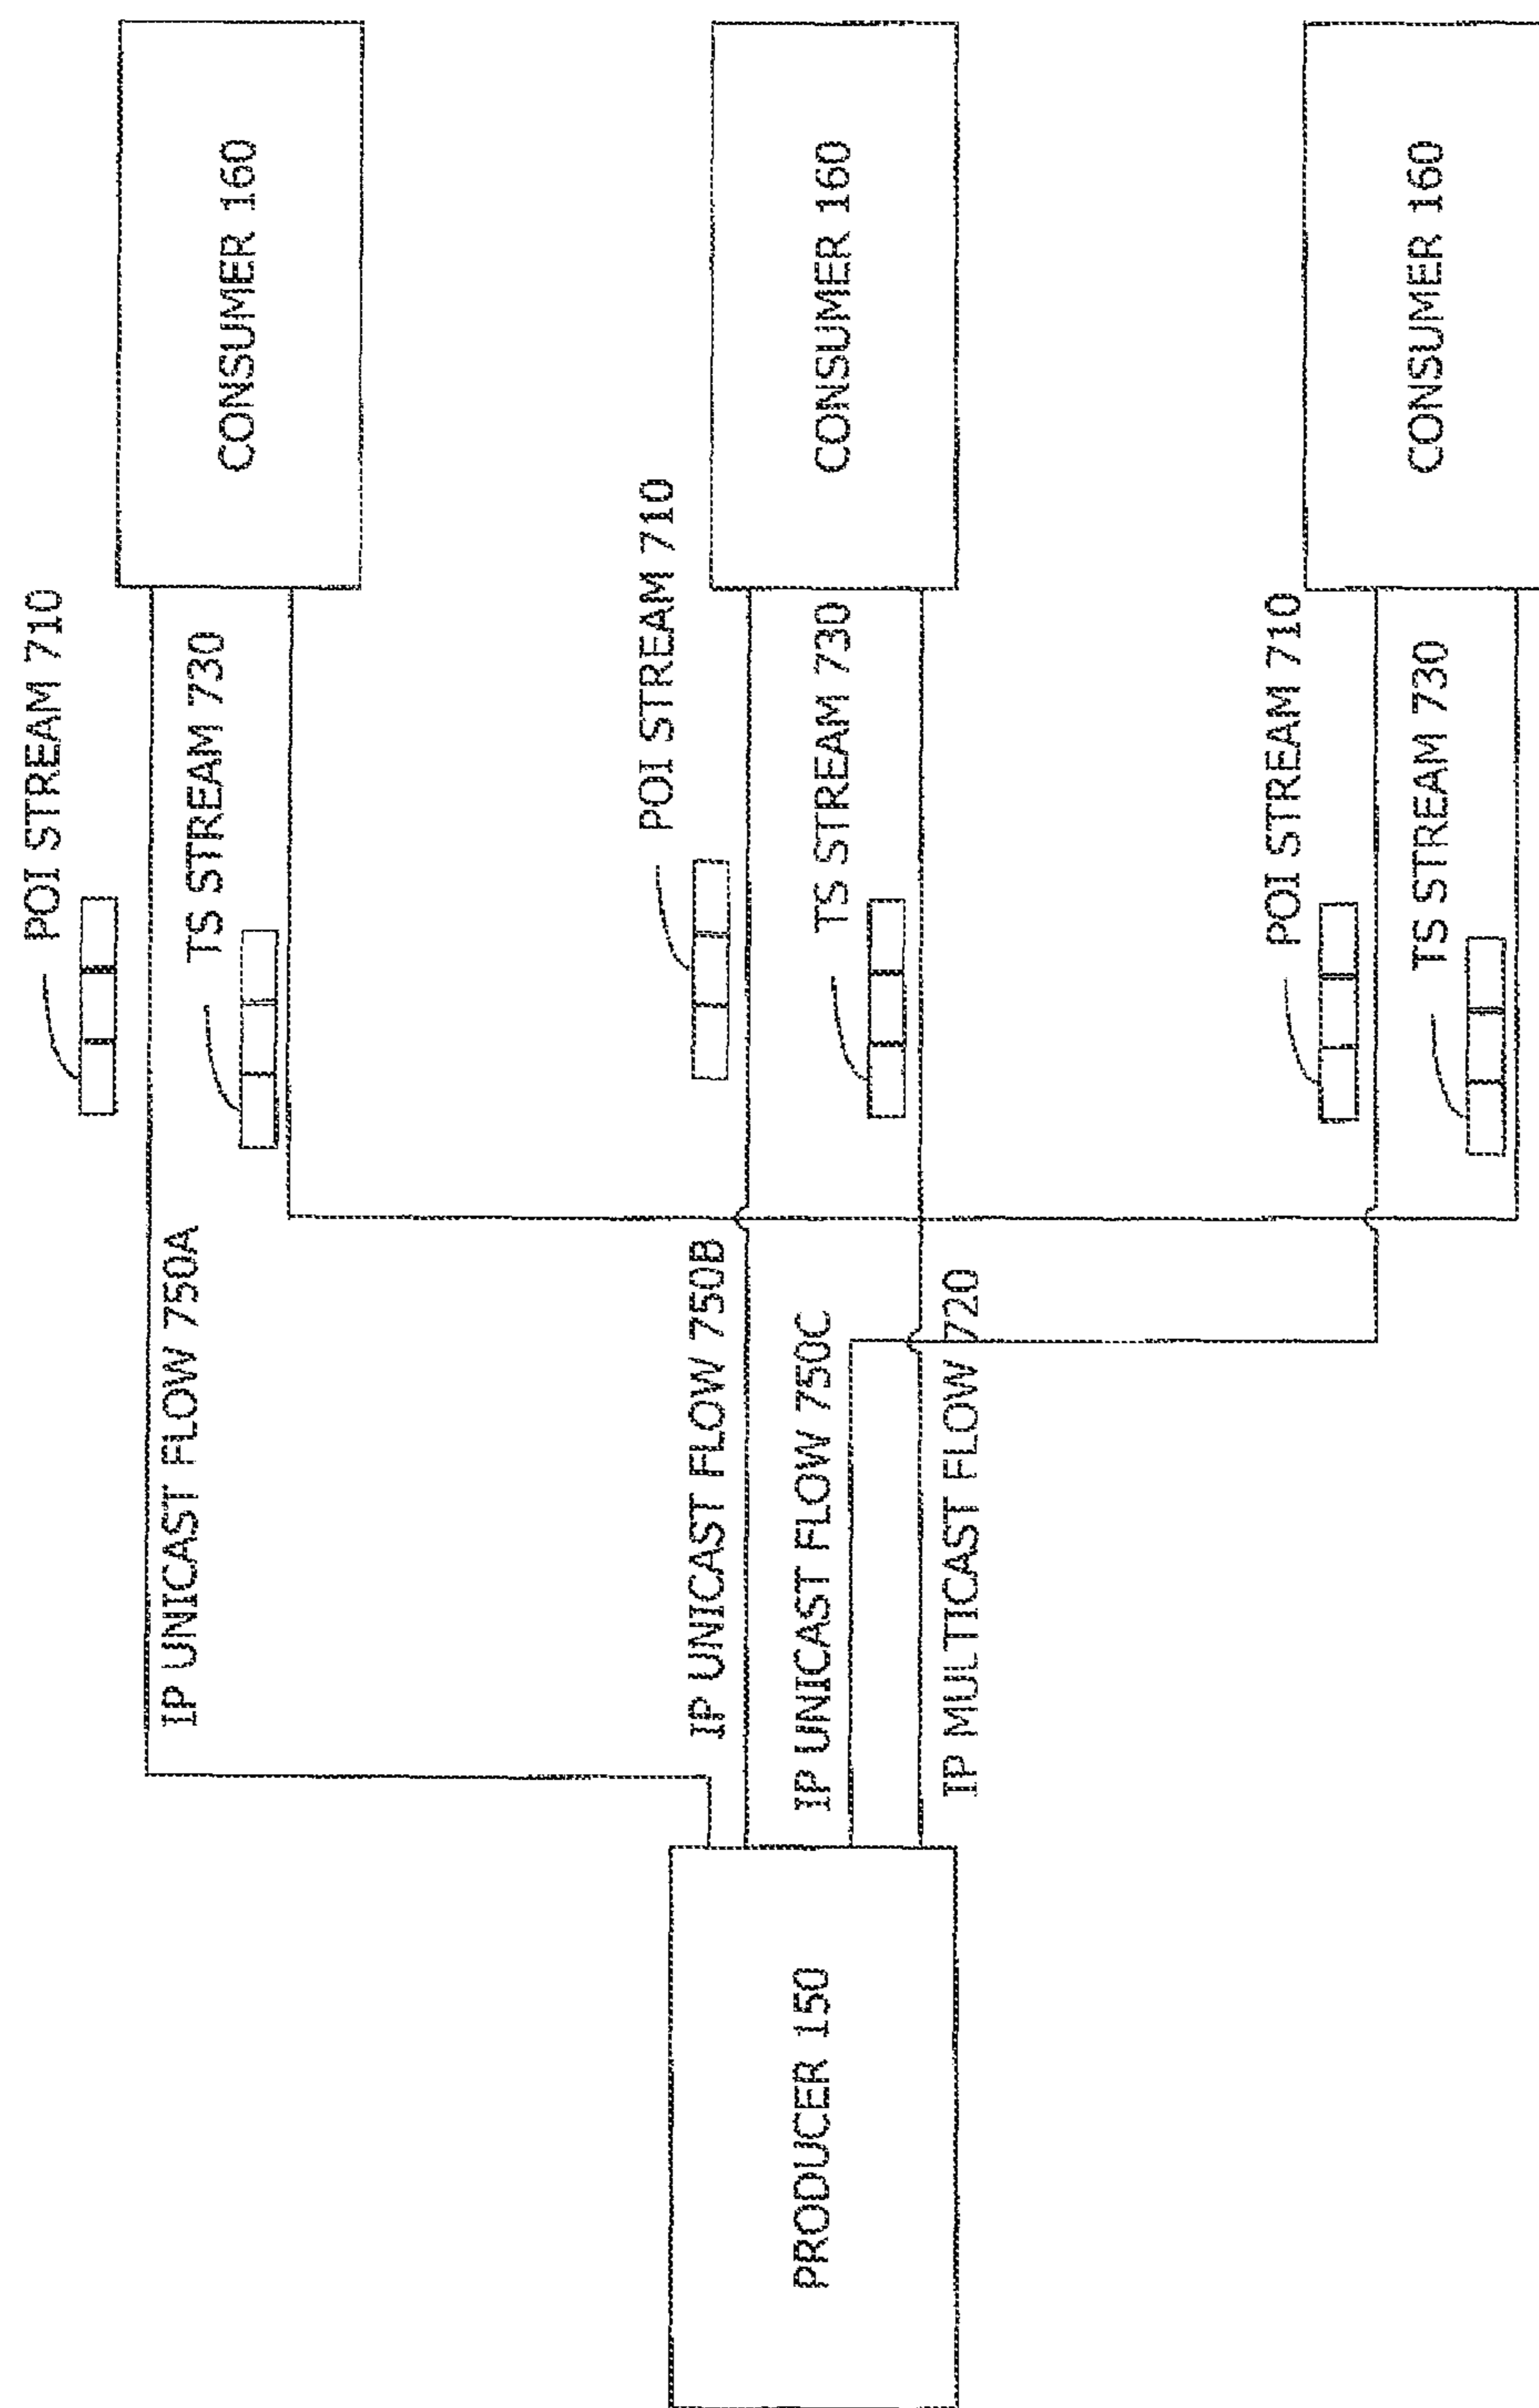 POI STREAM 710
CONSUMER 160
TS STREAM 730
IP UNICAST FLOW 750A
POI STREAM 710
CONSUMER 160
IP UNICAST FLOW 750B
TS STREAM 730
PRODUCER 150
IP UNICAST FLOW 750C
IP MULTICAST FLOW 720
POI STREAM 710
CONSUMER 160
TS STREAM 730